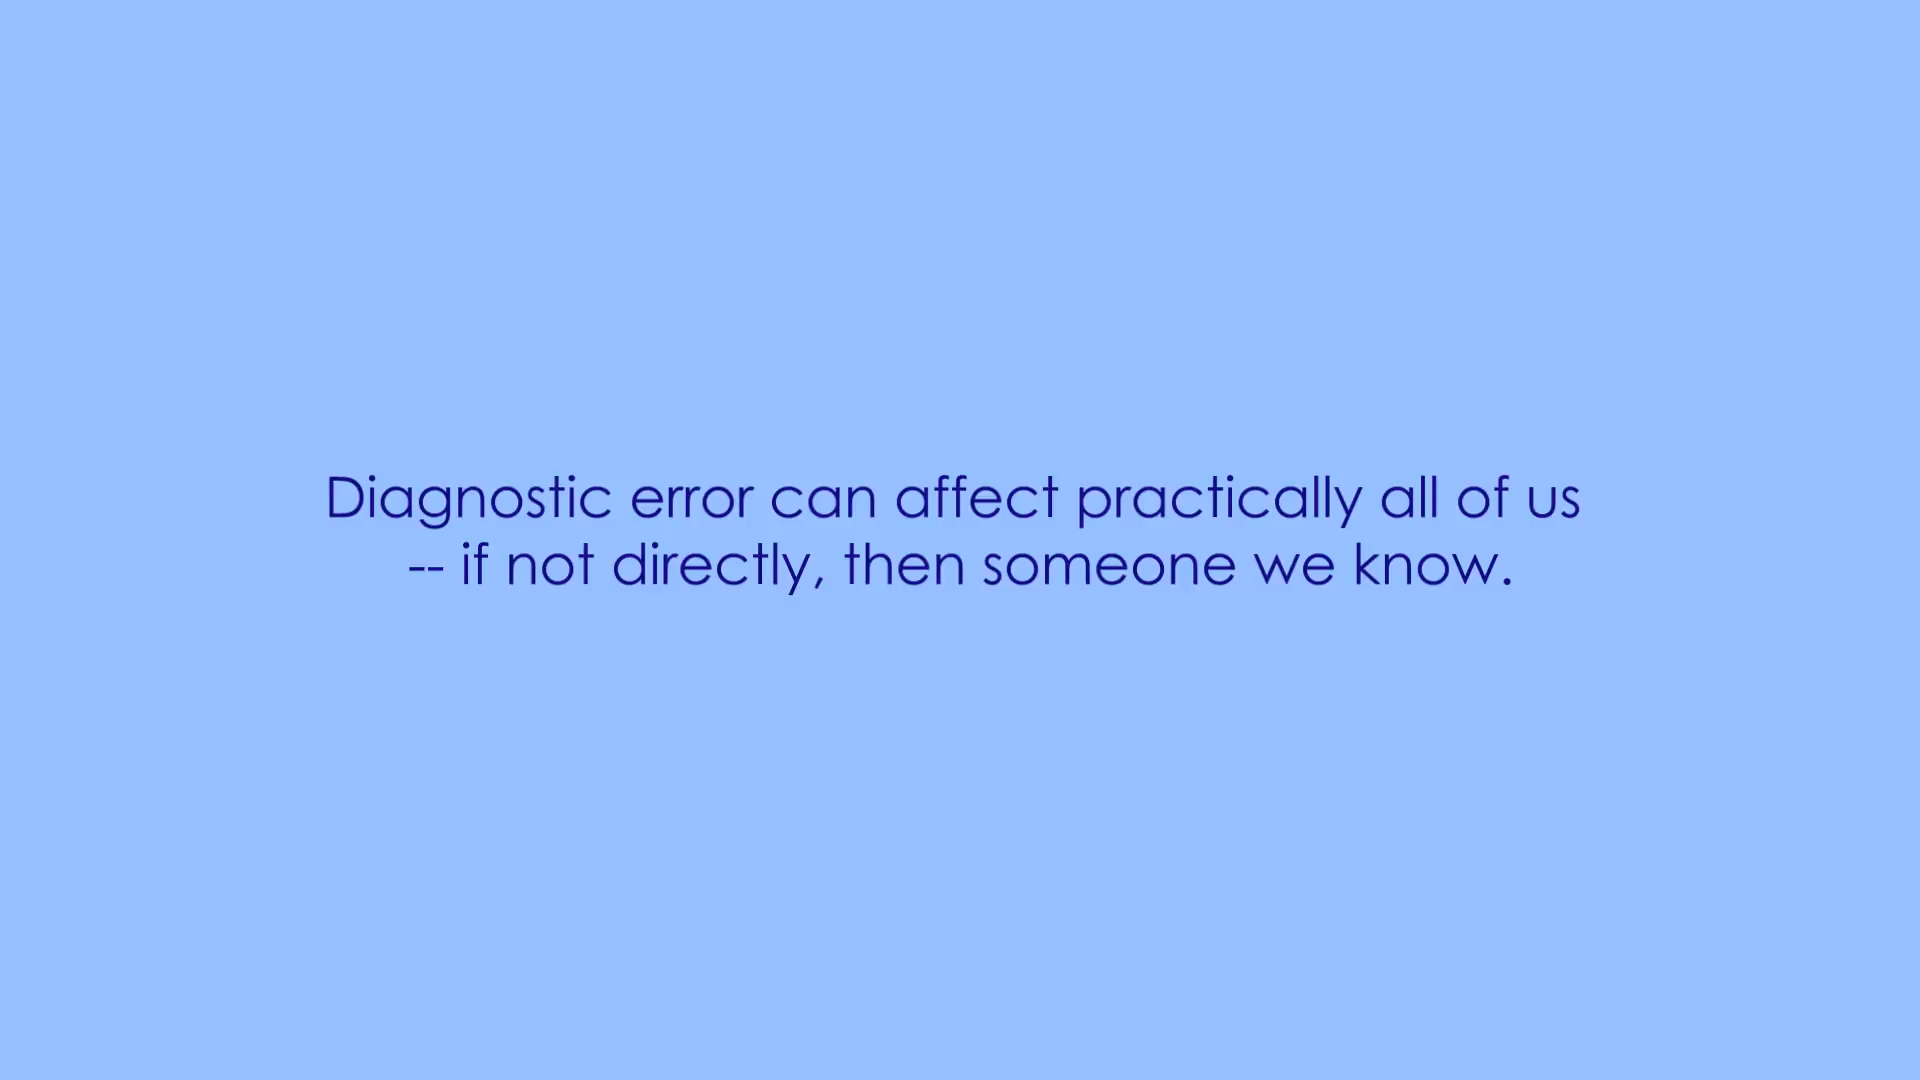 Diagnostic error can affect practically all of us
-- if not directly, then someone we know.